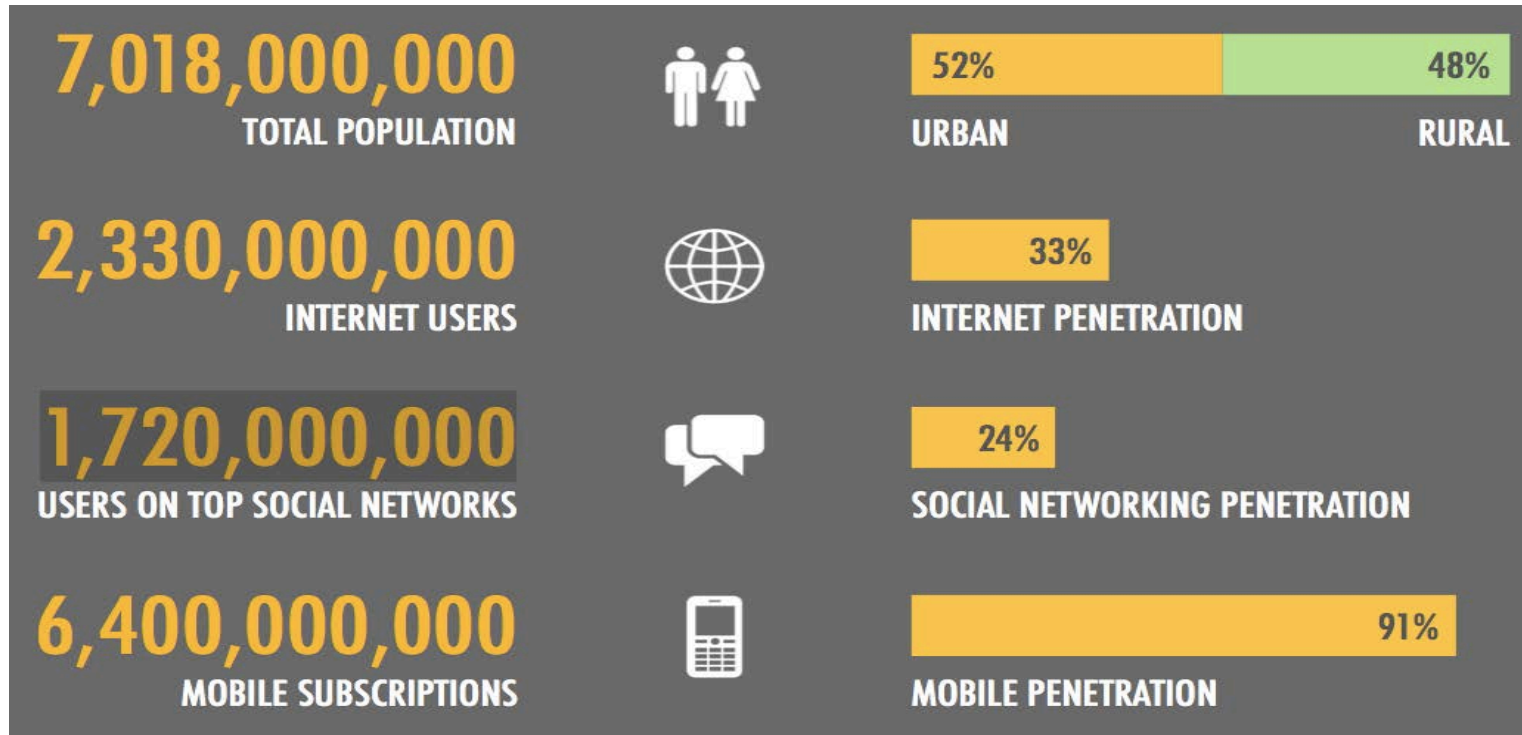 7,018,000,000
TOTAL POPULATION
52%
48%
URBAN
RURAL
2,330,000,000
INTERNET USERS
33%
INTERNET PENETRATION
1,720,000,000
USERS ON TOP SOCIAL NETWORKS
24%
SOCIAL NETWORKING PENETRATION
6,400,000,000
MOBILE SUBSCRIPTIONS
91%
MOBILE PENETRATION